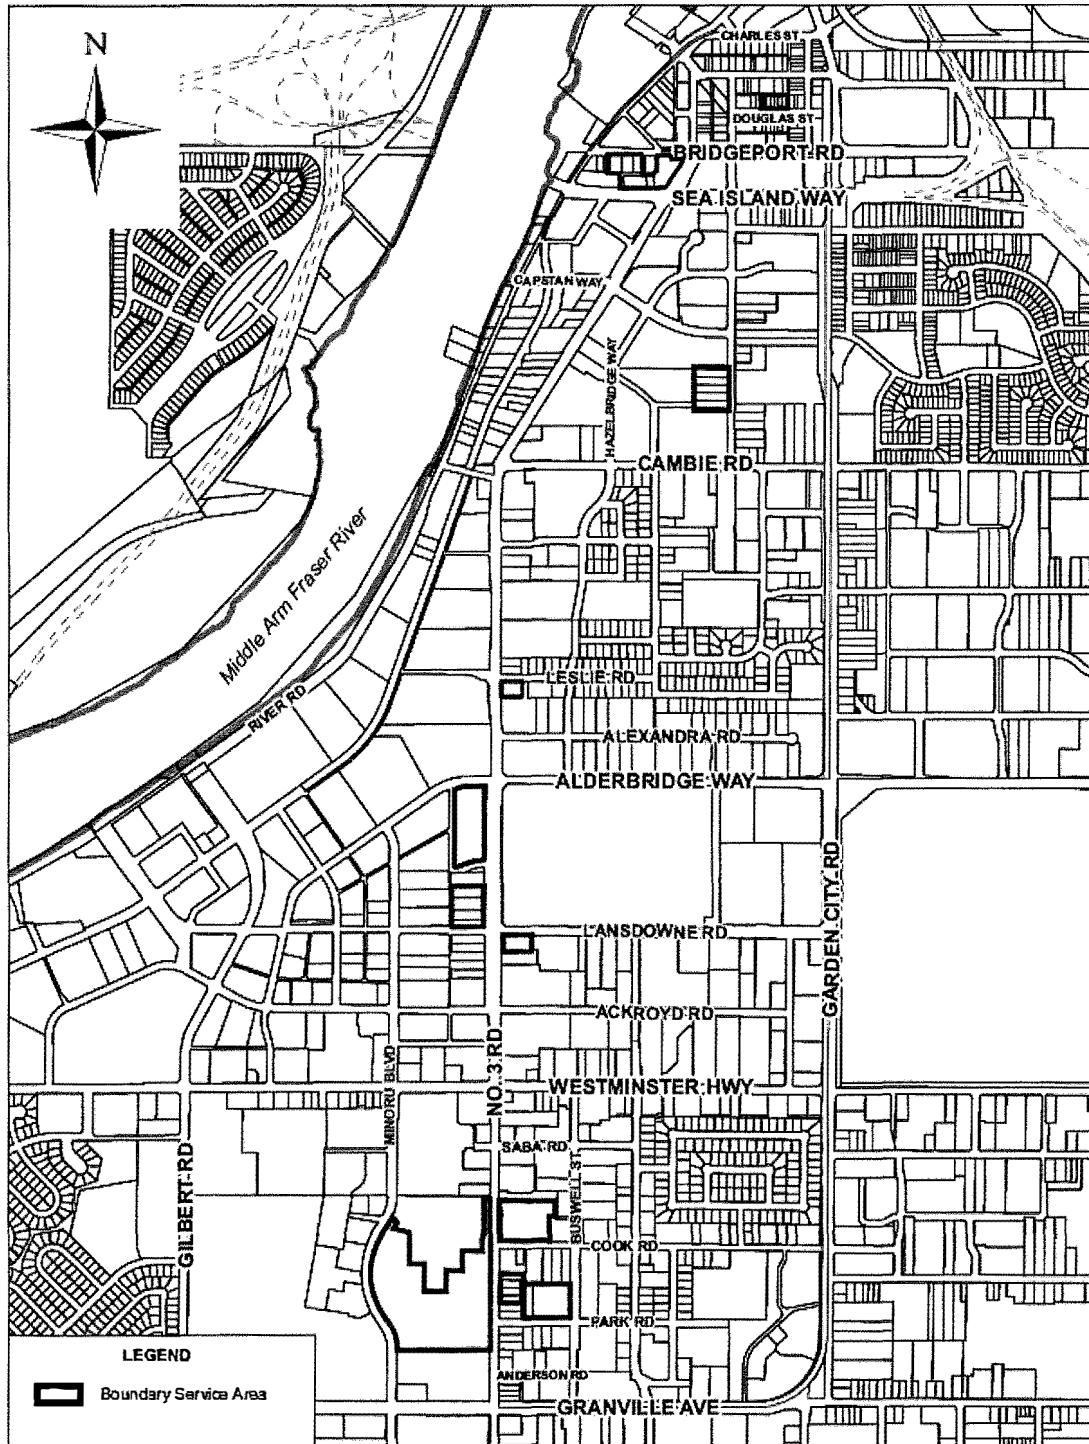 N
CHARLES ST
DOUGLAS ST
BRIDGEPORT RD
SEA ISLAND WAY
CAPSTAN WAY
HAZELBRIDGE WAY
CAMBIE RD
Middle Arm Fraser River
RIVER RD
LESLIE RD
ALEXANDRA RD
ALDERBRIDGE WAY
GARDEN CITY RD
LANSDOWNE RD
ACKROYD RD
NO. 3 RD
MINORU BLVD
WESTMINSTER HWY
GILBERT RD
SABA RD
BUSWELL ST
COOK RD
PARK RD
ANDERSON RD
GRANVILLE AVE
LEGEND
Boundary Service Area